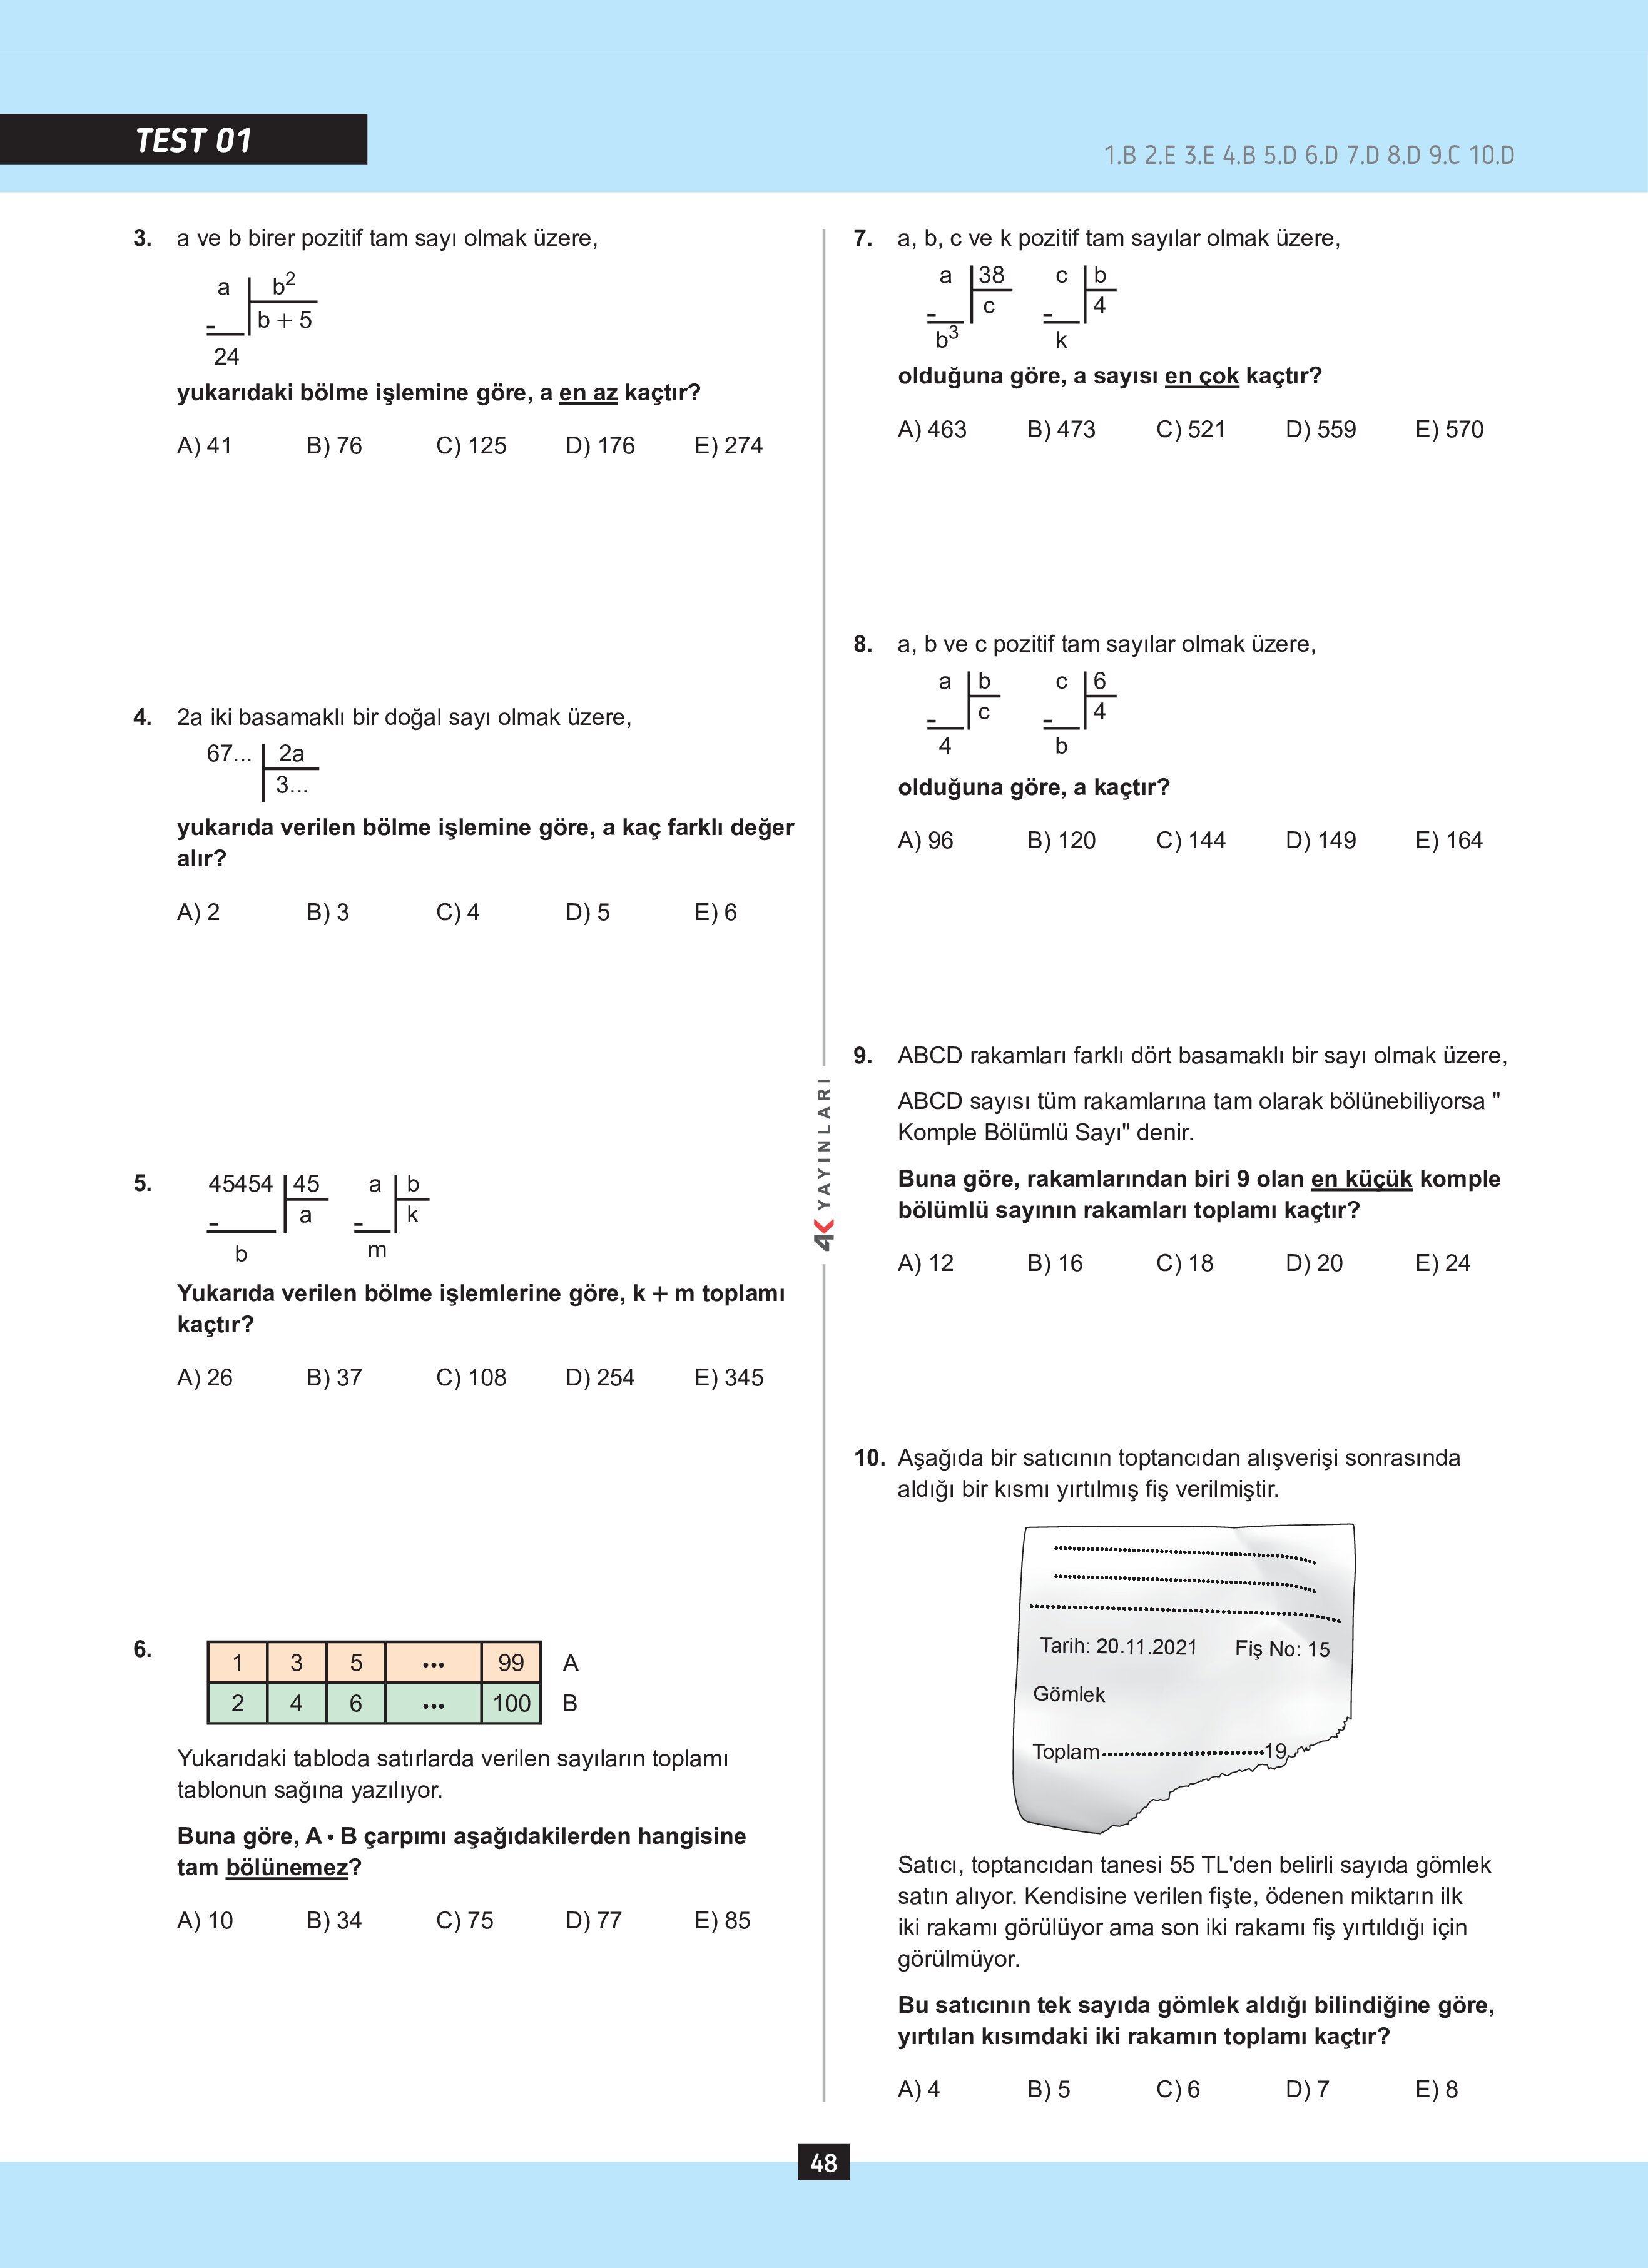 TEST 01
1.B 2.E 3.E 4.B 5.D 6.D 7.D 8.D 9.C 10.D
3. a ve b birer pozitif tam sayı olmak üzere,
a b²
- b + 5
24
yukarıdaki bölme işlemine göre, a en az kaçtır?
A) 41 B) 76 C) 125 D) 176 E) 274
4. 2a iki basamaklı bir doğal sayı olmak üzere,
67... 2a
3...
yukarıda verilen bölme işlemine göre, a kaç farklı değer
alır?
A) 2 B) 3 C) 4 D) 5 E) 6
5. 45454 45 a b
- a - k
b m
Yukarıda verilen bölme işlemlerine göre, k + m toplamı
kaçtır?
A) 26 B) 37 C) 108 D) 254 E) 345
6. 1 3 5 ... 99 A
2 4 6 ... 100 B
Yukarıdaki tabloda satırlarda verilen sayıların toplamı
tablonun sağına yazılıyor.
Buna göre, A • B çarpımı aşağıdakilerden hangisine
tam bölünemez?
A) 10 B) 34 C) 75 D) 77 E) 85
4K YAYINLARI
7. a, b, c ve k pozitif tam sayılar olmak üzere,
a 38 c b
- c - 4
b³ k
olduğuna göre, a sayısı en çok kaçtır?
A) 463 B) 473 C) 521 D) 559 E) 570
8. a, b ve c pozitif tam sayılar olmak üzere,
a b c 6
- c - 4
4 b
olduğuna göre, a kaçtır?
A) 96 B) 120 C) 144 D) 149 E) 164
9. ABCD rakamları farklı dört basamaklı bir sayı olmak üzere,
ABCD sayısı tüm rakamlarına tam olarak bölünebiliyorsa "
Komple Bölümlü Sayı" denir.
Buna göre, rakamlarından biri 9 olan en küçük komple
bölümlü sayının rakamları toplamı kaçtır?
A) 12 B) 16 C) 18 D) 20 E) 24
10. Aşağıda bir satıcının toptancıdan alışverişi sonrasında
aldığı bir kısmı yırtılmış fiş verilmiştir.
Tarih: 20.11.2021 Fiş No: 15
Gömlek
Toplam..............................19
Satıcı, toptancıdan tanesi 55 TL'den belirli sayıda gömlek
satın alıyor. Kendisine verilen fişte, ödenen miktarın ilk
iki rakamı görülüyor ama son iki rakamı fiş yırtıldığı için
görülmüyor.
Bu satıcının tek sayıda gömlek aldığı bilindiğine göre,
yırtılan kısımdaki iki rakamın toplamı kaçtır?
A) 4 B) 5 C) 6 D) 7 E) 8
48